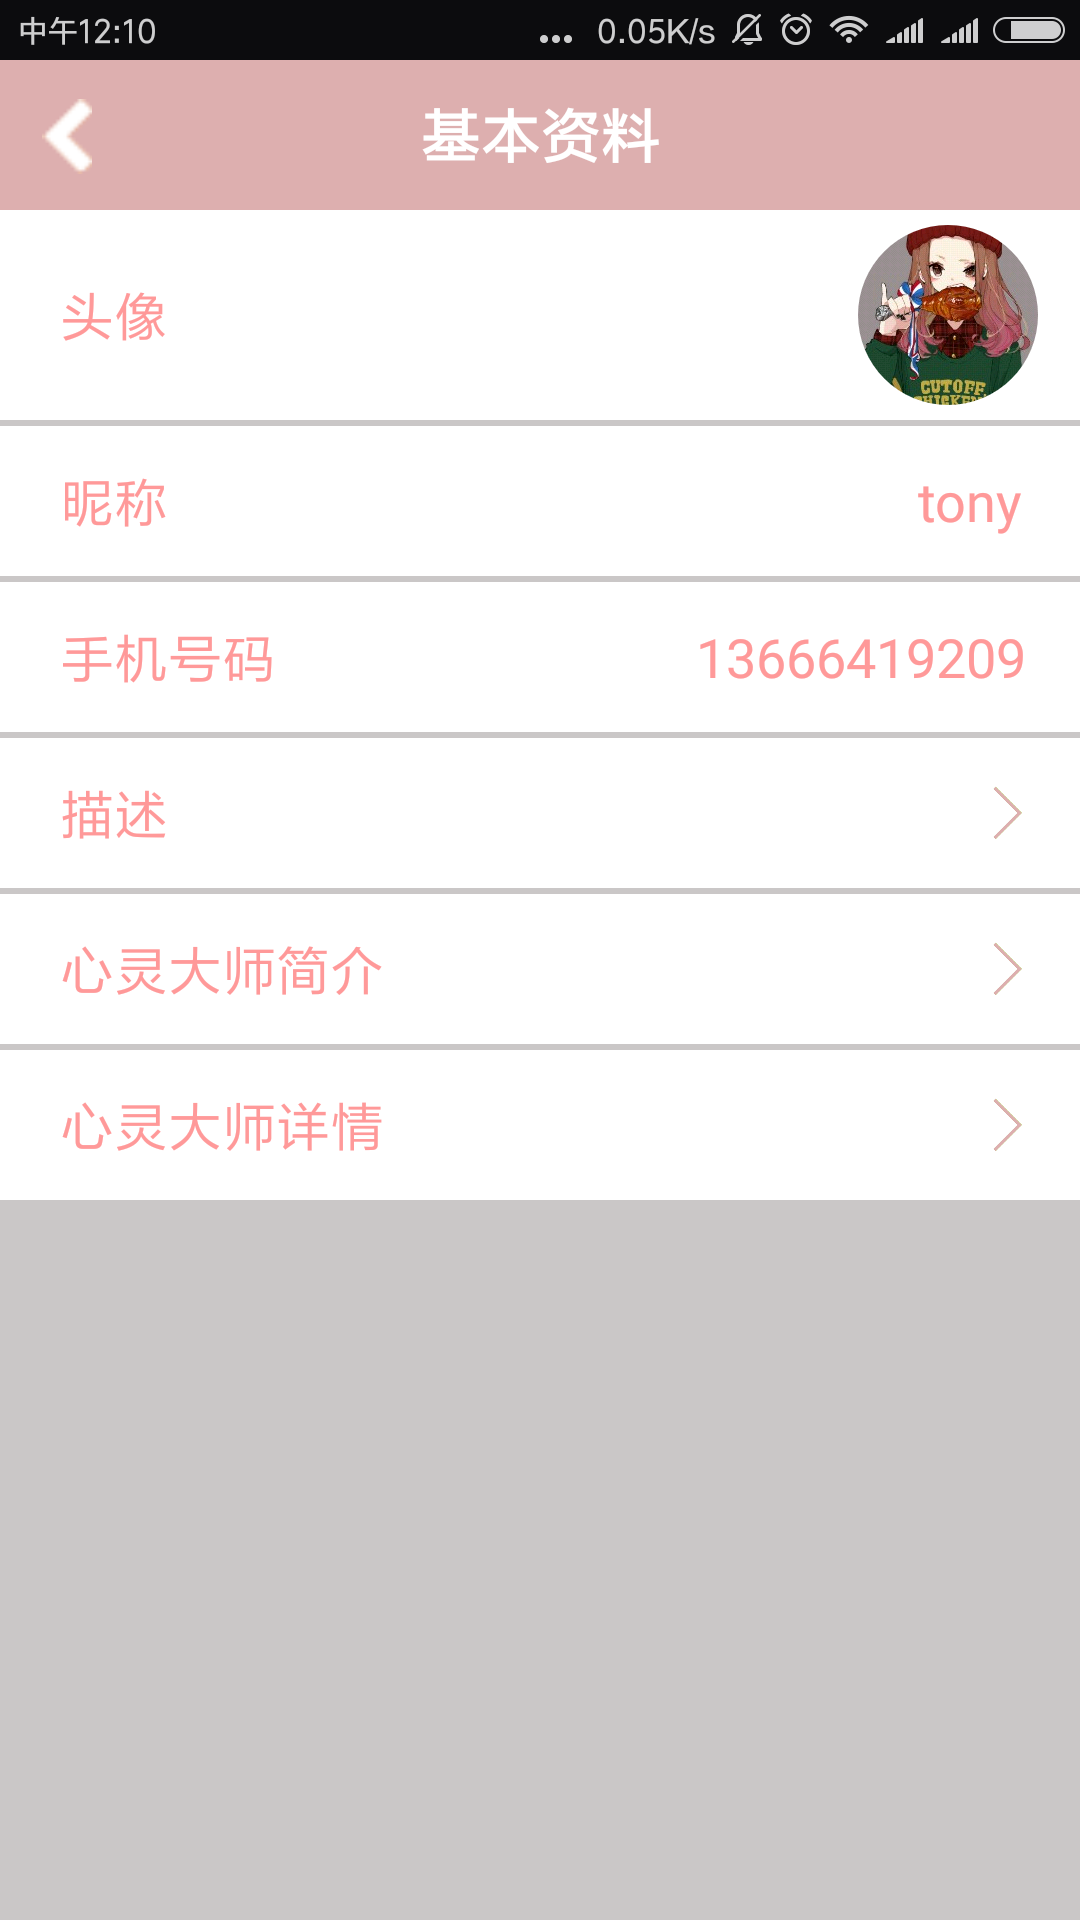 中午12:10 ... 0.05K/s
基本资料
头像
CUTOFF
CHICKEN
昵称 tony
手机号码 13666419209
描述
心灵大师简介
心灵大师详情